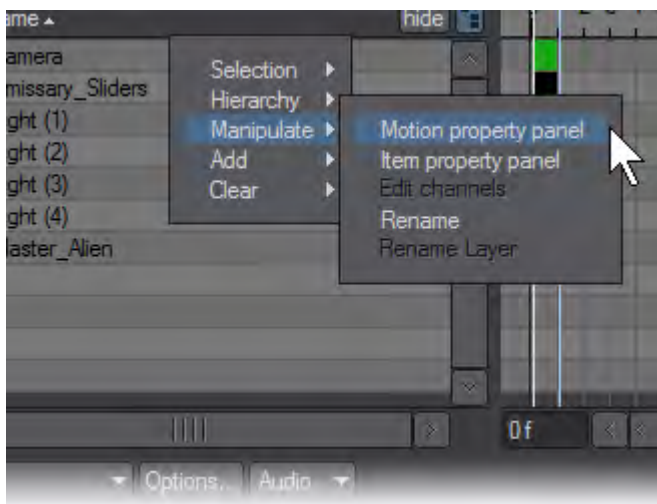 ame
hide
amera
missary_Sliders
ght (1)
ght (2)
ght (3)
ght (4)
laster_Alien
Selection
Hierarchy
Manipulate
Add
Clear
Motion property panel
Item property panel
Edit channels
Rename
Rename Layer
0 f
Options...
Audio